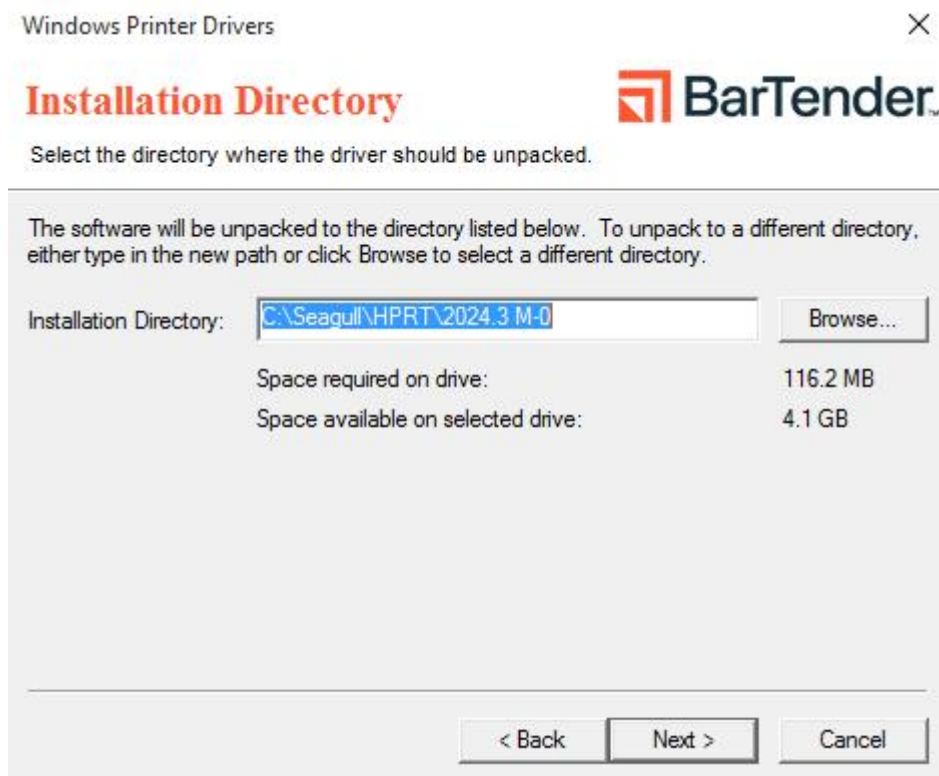 Windows Printer Drivers
Installation Directory
BarTender
Select the directory where the driver should be unpacked.
The software will be unpacked to the directory listed below. To unpack to a different directory,
either type in the new path or click Browse to select a different directory.
Installation Directory: C:\Seagull\HPRT\2024.3 M-0 Browse...
Space required on drive: 116.2 MB
Space available on selected drive: 4.1 GB
< Back Next > Cancel